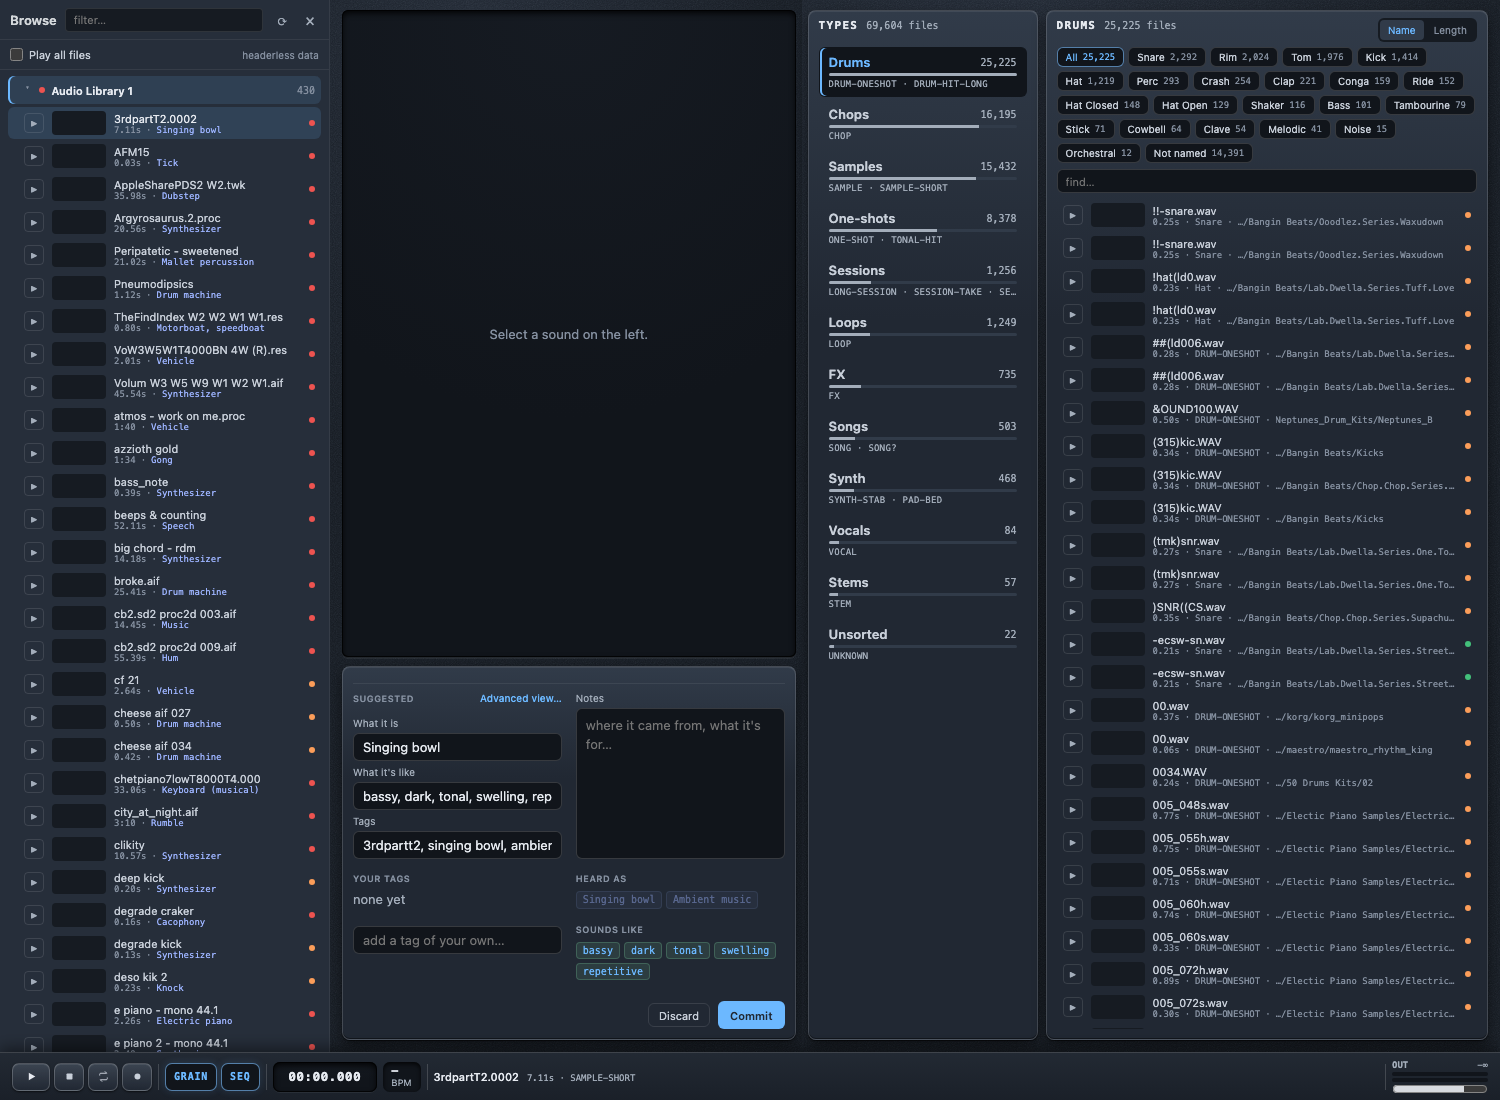 Browse
filter...
Play all files
headerless data
Audio Library 1
430
3rdpartT2.0002
7.11s · Singing bowl
AFM15
0.03s · Tick
AppleSharePDS2 W2.twk
35.98s · Dubstep
Argyrosaurus.2.proc
20.56s · Synthesizer
Peripatetic - sweetened
21.02s · Mallet percussion
Pneumodipsics
1.12s · Drum machine
TheFindIndex W2 W2 W1 W1.res
0.80s · Motorboat, speedboat
VoW3W5W1T4000BN 4W (R).res
2.01s · Vehicle
Volum W3 W5 W9 W1 W2 W1.aif
45.54s · Synthesizer
atmos - work on me.proc
1:40 · Vehicle
azzioth gold
1:34 · Gong
bass_note
0.39s · Synthesizer
beeps & counting
52.11s · Speech
big chord - rdm
14.18s · Synthesizer
broke.aif
25.41s · Drum machine
cb2.sd2 proc2d 003.aif
14.45s · Music
cb2.sd2 proc2d 009.aif
55.39s · Hum
cf 21
2.64s · Vehicle
cheese aif 027
0.50s · Drum machine
cheese aif 034
0.42s · Drum machine
chetpiano7lowT8000T4.000
33.06s · Keyboard (musical)
city_at_night.aif
3:10 · Rumble
clikity
10.57s · Synthesizer
deep kick
0.20s · Synthesizer
degrade craker
0.16s · Cacophony
degrade kick
0.13s · Synthesizer
deso kik 2
0.23s · Knock
e piano - mono 44.1
2.26s · Electric piano
e piano 2 - mono 44.1
Select a sound on the left.
SUGGESTED
Advanced view...
What it is
Singing bowl
What it's like
bassy, dark, tonal, swelling, rep
Tags
3rdpartt2, singing bowl, ambier
YOUR TAGS
none yet
add a tag of your own...
Notes
where it came from, what it's
for...
HEARD AS
Singing bowl
Ambient music
SOUNDS LIKE
bassy
dark
tonal
swelling
repetitive
Discard
Commit
TYPES 69,604 files
Drums 25,225
DRUM-ONESHOT · DRUM-HIT-LONG
Chops 16,195
CHOP
Samples 15,432
SAMPLE · SAMPLE-SHORT
One-shots 8,378
ONE-SHOT · TONAL-HIT
Sessions 1,256
LONG-SESSION · SESSION-TAKE · SE…
Loops 1,249
LOOP
FX 735
FX
Songs 503
SONG · SONG?
Synth 468
SYNTH-STAB · PAD-BED
Vocals 84
VOCAL
Stems 57
STEM
Unsorted 22
UNKNOWN
DRUMS 25,225 files
Name
Length
All 25,225
Snare 2,292
Rim 2,024
Tom 1,976
Kick 1,414
Hat 1,219
Perc 293
Crash 254
Clap 221
Conga 159
Ride 152
Hat Closed 148
Hat Open 129
Shaker 116
Bass 101
Tambourine 79
Stick 71
Cowbell 64
Clave 54
Melodic 41
Noise 15
Orchestral 12
Not named 14,391
find...
!!-snare.wav
0.25s · Snare · …/Bangin Beats/Ooodlez.Series.Waxudown
!!-snare.wav
0.25s · Snare · …/Bangin Beats/Ooodlez.Series.Waxudown
!hat(ld0.wav
0.23s · Hat · …/Bangin Beats/Lab.Dwella.Series.Tuff.Love
!hat(ld0.wav
0.23s · Hat · …/Bangin Beats/Lab.Dwella.Series.Tuff.Love
##(ld006.wav
0.28s · DRUM-ONESHOT · …/Bangin Beats/Lab.Dwella.Series…
##(ld006.wav
0.28s · DRUM-ONESHOT · …/Bangin Beats/Lab.Dwella.Series…
&OUND100.WAV
0.50s · DRUM-ONESHOT · Neptunes_Drum_Kits/Neptunes_B
(315)kic.WAV
0.34s · DRUM-ONESHOT · …/Bangin Beats/Kicks
(315)kic.WAV
0.34s · DRUM-ONESHOT · …/Bangin Beats/Chop.Chop.Series.…
(315)kic.WAV
0.34s · DRUM-ONESHOT · …/Bangin Beats/Kicks
(tmk)snr.wav
0.27s · Snare · …/Bangin Beats/Lab.Dwella.Series.One.To…
(tmk)snr.wav
0.27s · Snare · …/Bangin Beats/Lab.Dwella.Series.One.To…
)SNR((CS.wav
0.35s · Snare · …/Bangin Beats/Chop.Chop.Series.Supachu…
-ecsw-sn.wav
0.21s · Snare · …/Bangin Beats/Lab.Dwella.Series.Street…
-ecsw-sn.wav
0.21s · Snare · …/Bangin Beats/Lab.Dwella.Series.Street…
00.wav
0.37s · DRUM-ONESHOT · …/korg/korg_minipops
00.wav
0.06s · DRUM-ONESHOT · …/maestro/maestro_rhythm_king
0034.WAV
0.24s · DRUM-ONESHOT · …/50 Drums Kits/02
005_048s.wav
0.77s · DRUM-ONESHOT · …/Electic Piano Samples/Electric…
005_055h.wav
0.75s · DRUM-ONESHOT · …/Electic Piano Samples/Electric…
005_055s.wav
0.71s · DRUM-ONESHOT · …/Electic Piano Samples/Electric…
005_060h.wav
0.74s · DRUM-ONESHOT · …/Electic Piano Samples/Electric…
005_060s.wav
0.33s · DRUM-ONESHOT · …/Electic Piano Samples/Electric…
005_072h.wav
0.89s · DRUM-ONESHOT · …/Electic Piano Samples/Electric…
005_072s.wav
0.30s · DRUM-ONESHOT · …/Electic Piano Samples/Electric…
GRAIN
SEQ
00:00.000
–
BPM
3rdpartT2.0002 7.11s · SAMPLE-SHORT
OUT
-∞